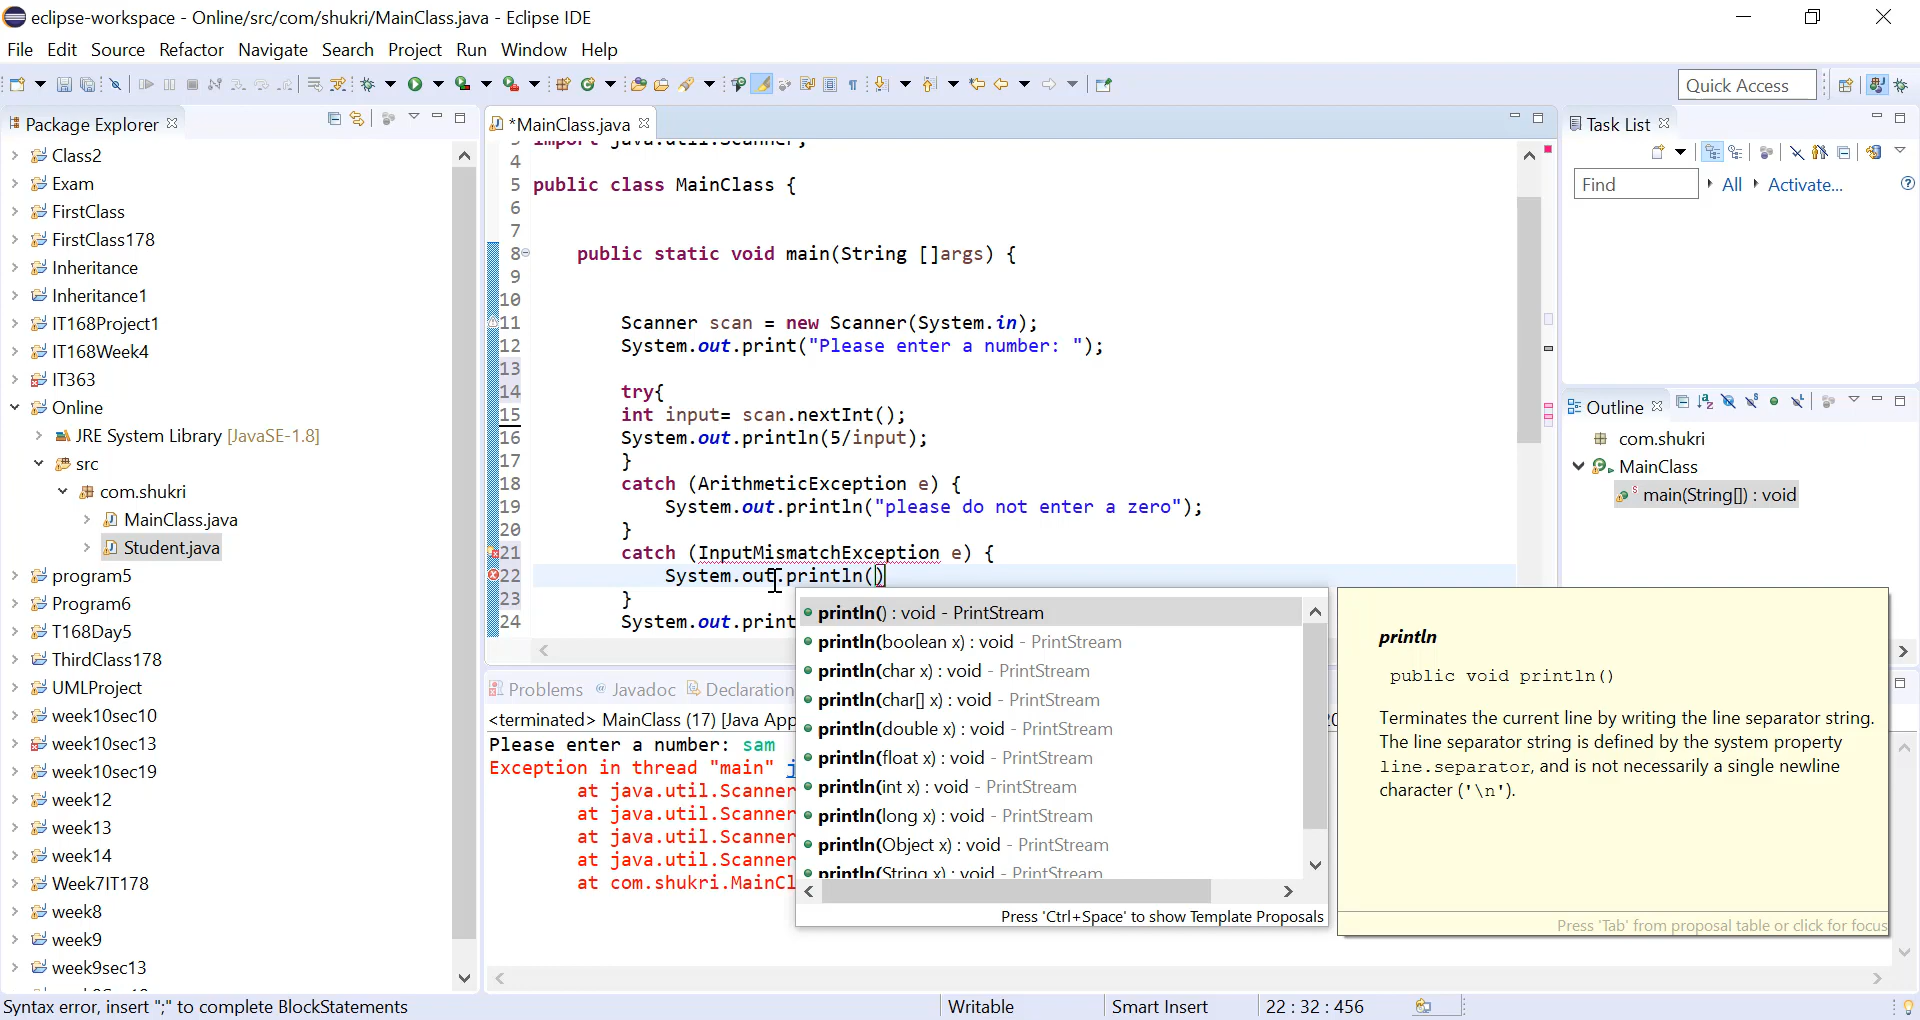 eclipse-workspace - Online/src/com/shukri/MainClass.java - Eclipse IDE
File Edit Source Refactor Navigate Search Project Run Window Help
Quick Access
Package Explorer
Class2
Exam
FirstClass
FirstClass178
Inheritance
Inheritance1
IT168Project1
IT168Week4
IT363
Online
JRE System Library [JavaSE-1.8]
src
com.shukri
MainClass.java
Student.java
program5
Program6
T168Day5
ThirdClass178
UMLProject
week10sec10
week10sec13
week10sec19
week12
week13
week14
Week7IT178
week8
week9
week9sec13
*MainClass.java
import java.util.Scanner;
4
5 public class MainClass {
6
7
8 public static void main(String []args) {
9
10
11 Scanner scan = new Scanner(System.in);
12 System.out.print("Please enter a number: ");
13
14 try{
15 int input= scan.nextInt();
16 System.out.println(5/input);
17 }
18 catch (ArithmeticException e) {
19 System.out.println("please do not enter a zero");
20 }
21 catch (InputMismatchException e) {
22 System.out.println()
23 }
24 System.out.print
println() : void - PrintStream
println(boolean x) : void - PrintStream
println(char x) : void - PrintStream
println(char[] x) : void - PrintStream
println(double x) : void - PrintStream
println(float x) : void - PrintStream
println(int x) : void - PrintStream
println(long x) : void - PrintStream
println(Object x) : void - PrintStream
println(String x) : void - PrintStream
Press 'Ctrl+Space' to show Template Proposals
println
public void println()
Terminates the current line by writing the line separator string.
The line separator string is defined by the system property
line.separator, and is not necessarily a single newline
character ('\n').
Press 'Tab' from proposal table or click for focus
Problems Javadoc Declaration
<terminated> MainClass (17) [Java App
Please enter a number: sam
Exception in thread "main" j
at java.util.Scanner
at java.util.Scanner
at java.util.Scanner
at java.util.Scanner
at com.shukri.MainCl
Task List
Find All Activate...
Outline
com.shukri
MainClass
main(String[]) : void
Syntax error, insert ";" to complete BlockStatements
Writable
Smart Insert
22 : 32 : 456